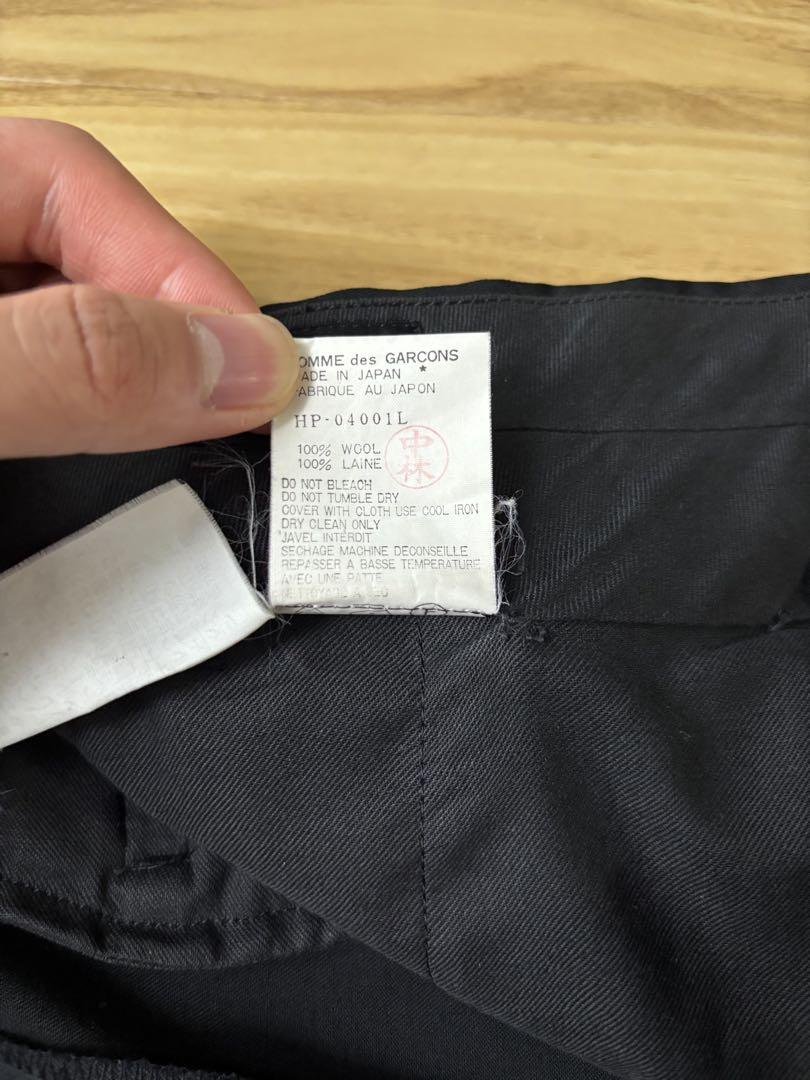 OMME des GARCONS
ADE IN JAPAN *
ABRIQUE AU JAPON
HP-04001L
100% WOOL
100% LAINE
中林
DO NOT BLEACH
DO NOT TUMBLE DRY
COVER WITH CLOTH USE COOL IRON
DRY CLEAN ONLY
JAVEL INTERDIT
SECHAGE MACHINE DECONSEILLE
REPASSER A BASSE TEMPERATURE
AVEC UNE PATTE
NETTOYAGE A SEC